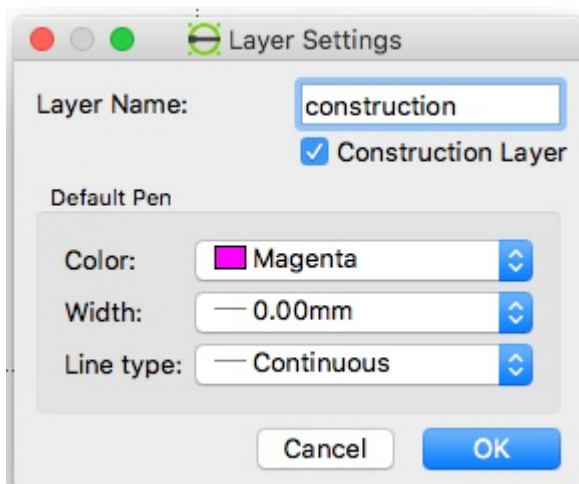 Layer Settings
Layer Name: construction
Construction Layer
Default Pen
Color: Magenta
Width: 0.00mm
Line type: Continuous
Cancel OK